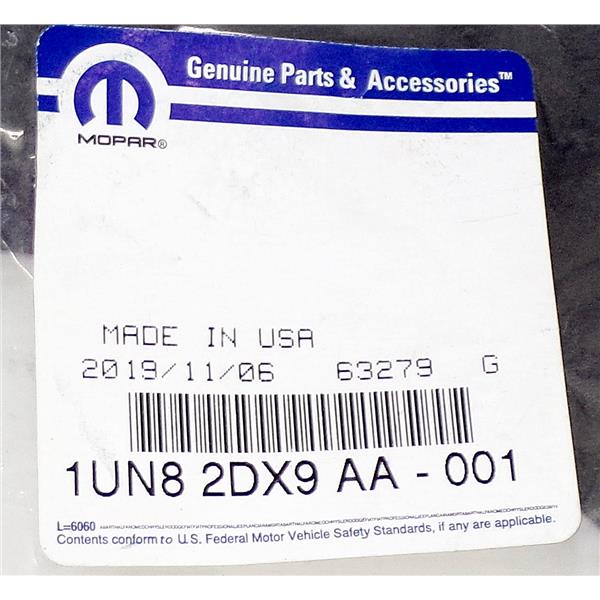 Genuine Parts & Accessories™
MOPAR®
MADE IN USA
2019/11/06 63279 G
1UN8 2DX9 AA - 001
L=6060
Contents conform to U.S. Federal Motor Vehicle Safety Standards, if any are applicable.